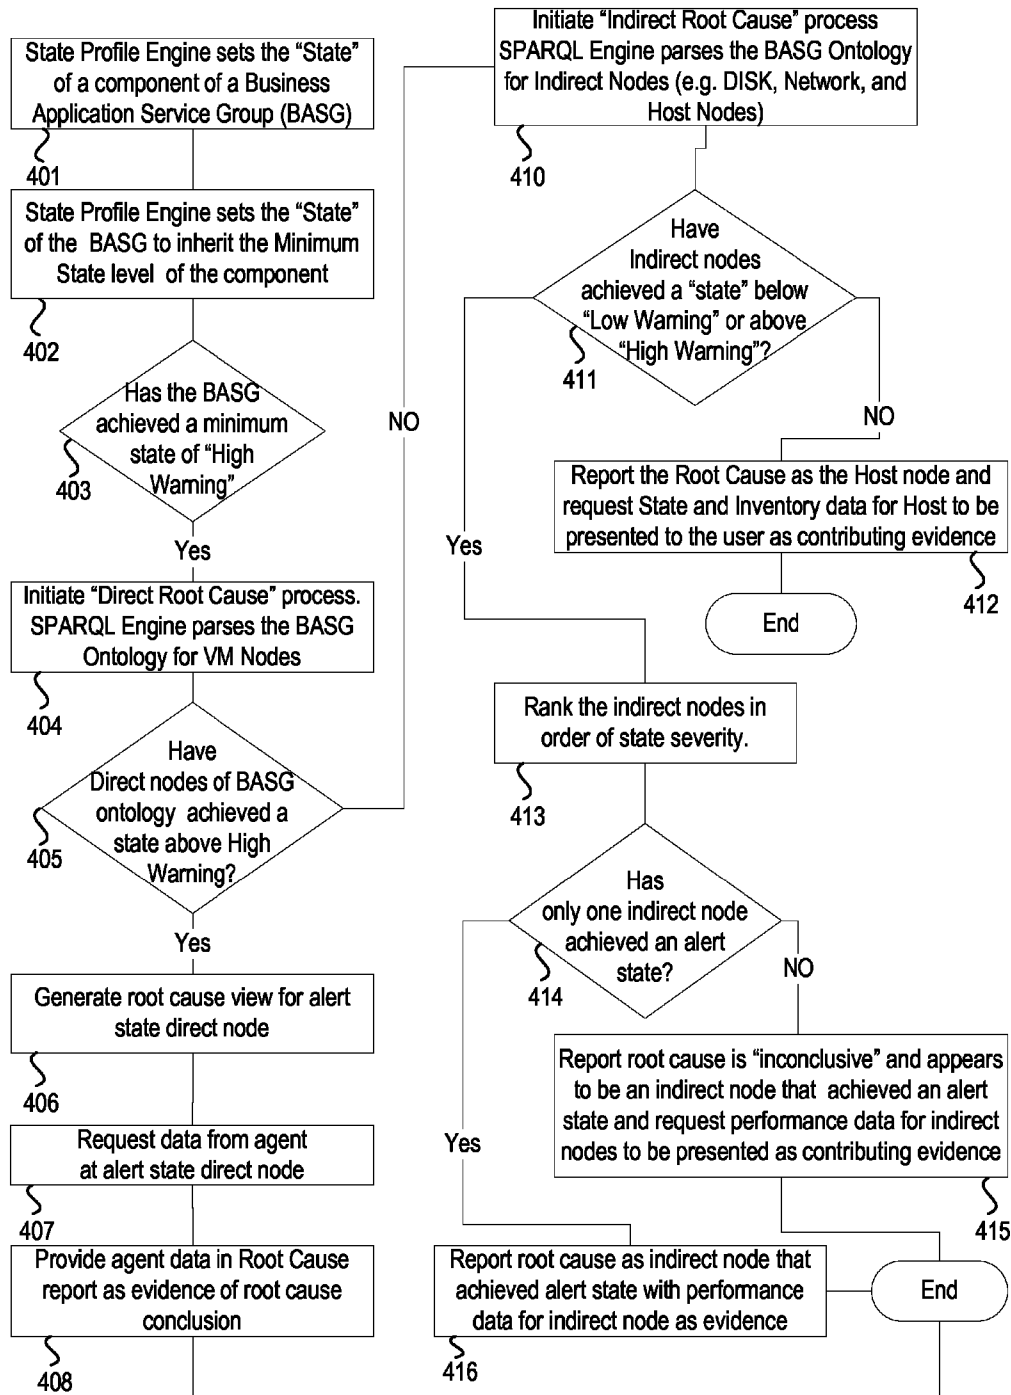 State Profile Engine sets the “State”
of a component of a Business
Application Service Group (BASG)
401
State Profile Engine sets the “State”
of the BASG to inherit the Minimum
State level of the component
402
Has the BASG
achieved a minimum
state of “High
Warning”
403
Yes
Initiate “Direct Root Cause” process.
SPARQL Engine parses the BASG
Ontology for VM Nodes
404
Have
Direct nodes of BASG
ontology achieved a
state above High
Warning?
405
NO
Yes
Generate root cause view for alert
state direct node
406
Request data from agent
at alert state direct node
407
Provide agent data in Root Cause
report as evidence of root cause
conclusion
408
Initiate “Indirect Root Cause” process
SPARQL Engine parses the BASG Ontology
for Indirect Nodes (e.g. DISK, Network, and
Host Nodes)
410
Have
Indirect nodes
achieved a “state” below
“Low Warning” or above
“High Warning”?
411
NO
Report the Root Cause as the Host node and
request State and Inventory data for Host to be
presented to the user as contributing evidence
412
End
Yes
Rank the indirect nodes in
order of state severity.
413
Has
only one indirect node
achieved an alert
state?
414
NO
Report root cause is “inconclusive” and appears
to be an indirect node that achieved an alert
state and request performance data for indirect
nodes to be presented as contributing evidence
415
Yes
Report root cause as indirect node that
achieved alert state with performance
data for indirect node as evidence
416
End